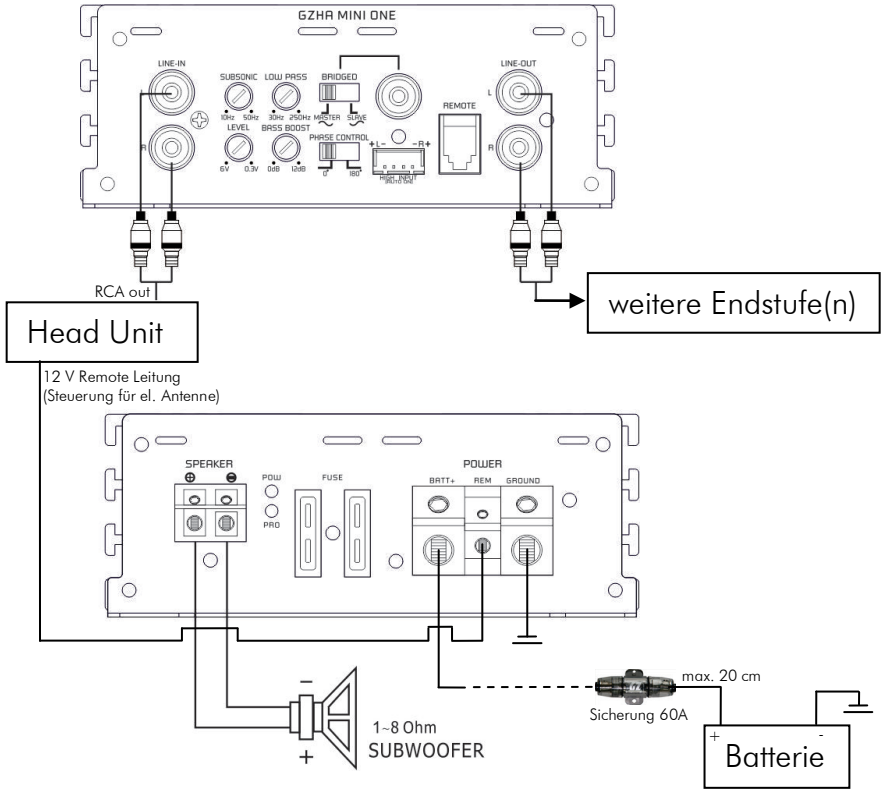 GZHA MINI ONE
LINE-IN
LINE-OUT
SUBSONIC LOW PASS BRIDGED
L
L
10Hz 50Hz 30Hz 250Hz MASTER SLAVE
REMOTE
LEVEL BASS BOOST PHASE CONTROL
+L- -R+
R
R
6V 0.3V 0dB 12dB 0° 180°
HIGH INPUT
(AUTO ON)
RCA out
Head Unit
weitere Endstufe(n)
12 V Remote Leitung
(Steuerung für el. Antenne)
SPEAKER
POWER
POW
FUSE
BATT+ REM GROUND
PRO
max. 20 cm
Sicherung 60A
-
1~8 Ohm
SUBWOOFER
+
+ -
Batterie